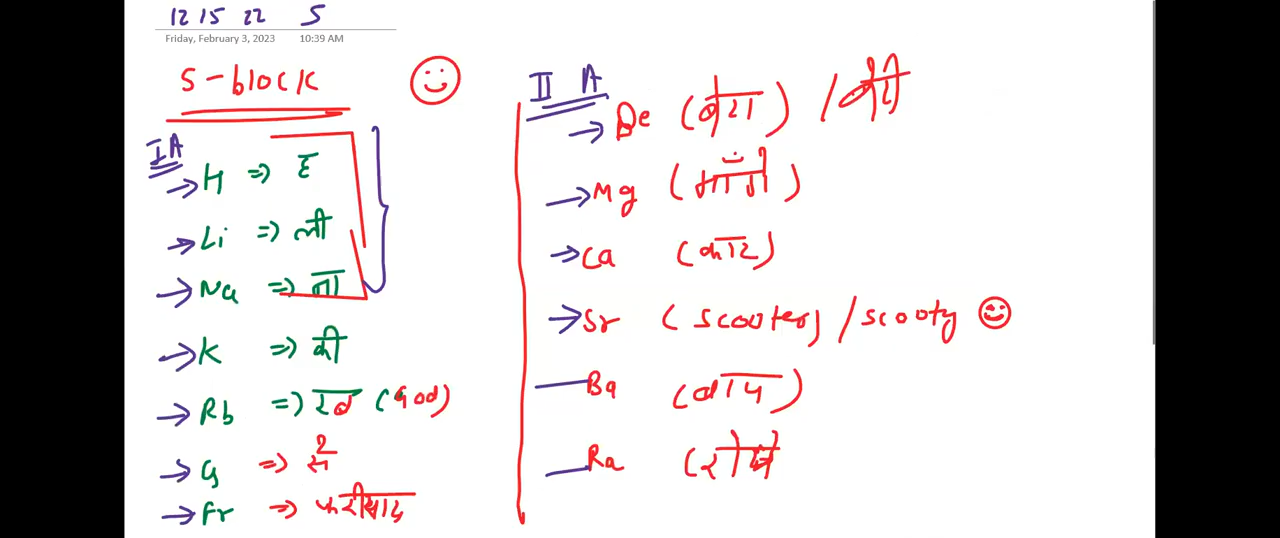 12 15 22 5
Friday, February 3, 2023 10:39 AM
S-block
IA
H => ह
Li => ली
Na => ना
K => की
Rb => रब (God)
Cs => से
Fr => फरीयाद
II A
Be (बेटा) /
Mg (मांगे)
Ca (कार)
Sr (scooter) / scooty
Ba (बाप)
Ra (रोये)